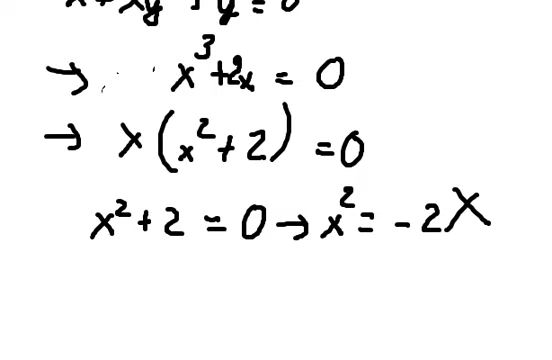 → x³+2x = 0
→ x(x²+2) = 0
x²+2 = 0 → x² = -2 X